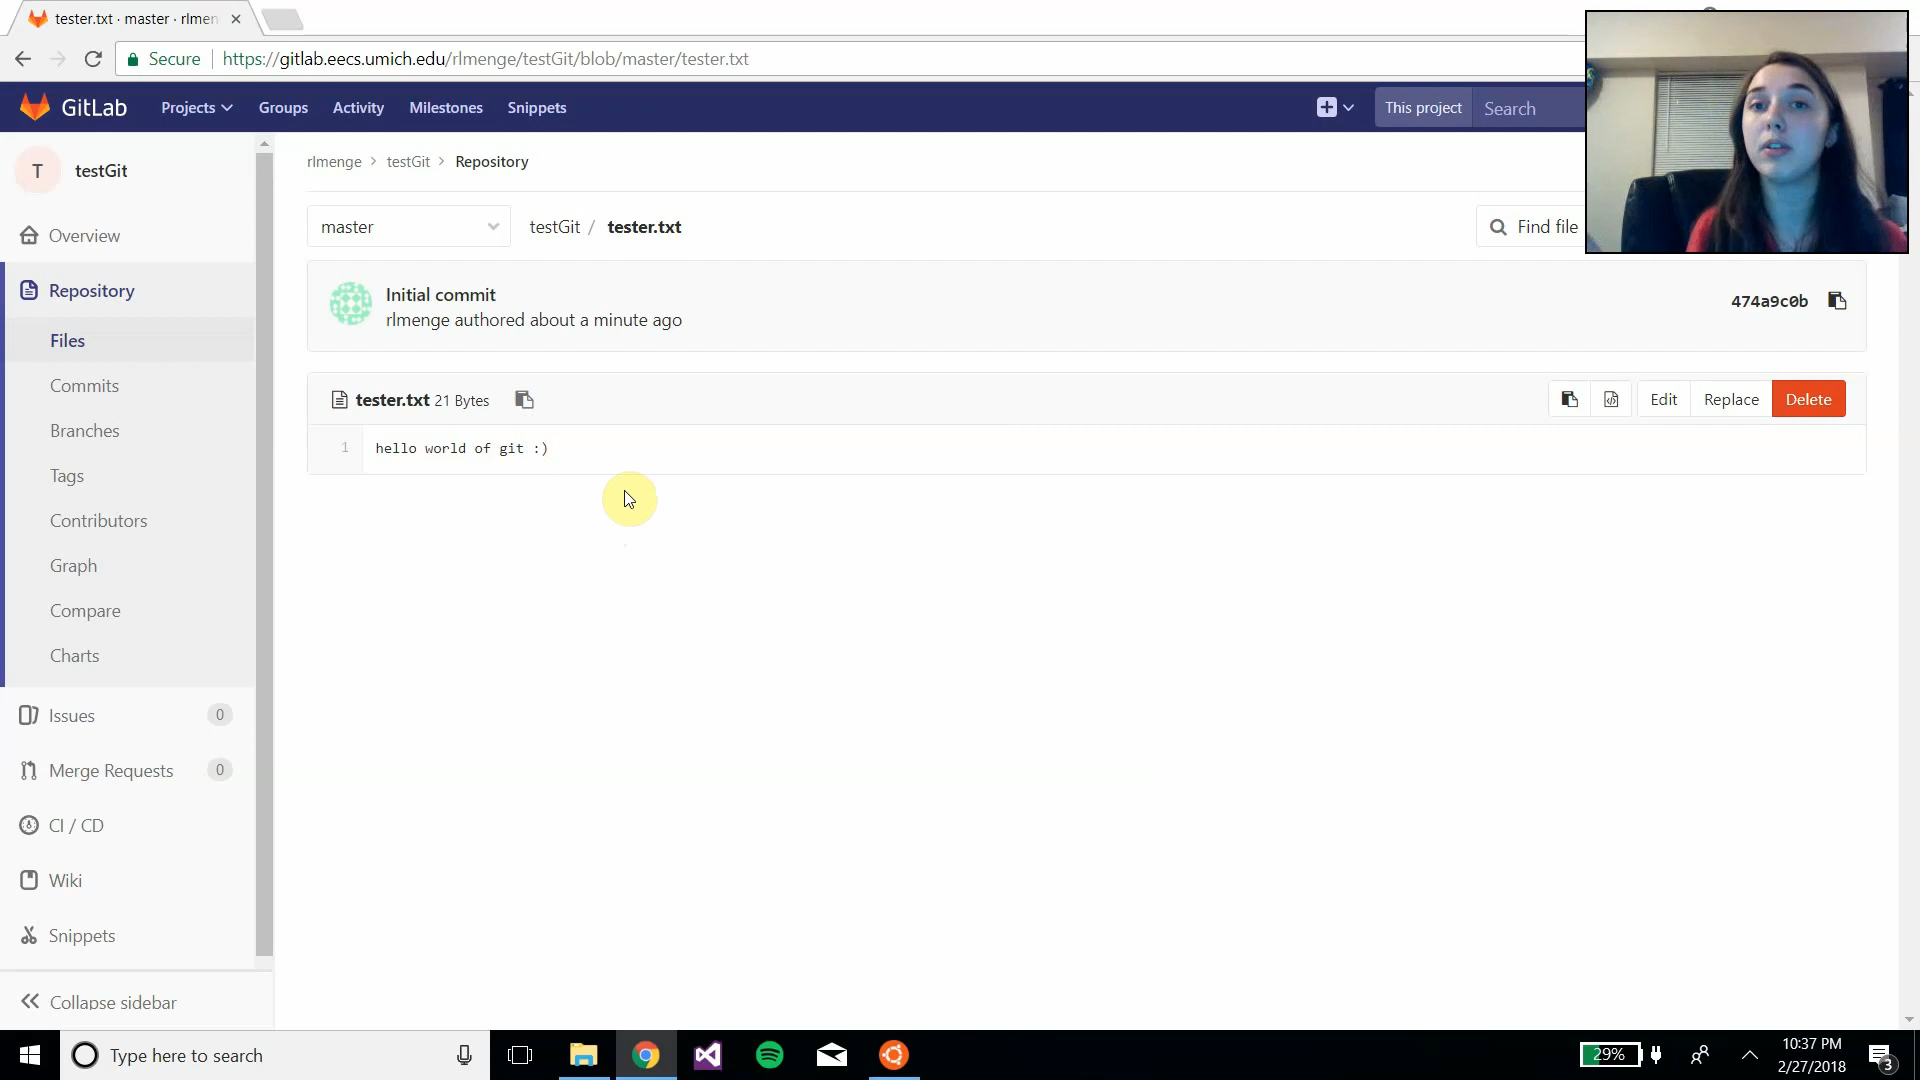 tester.txt · master · rlmen
Secure
https://gitlab.eecs.umich.edu/rlmenge/testGit/blob/master/tester.txt
GitLab
Projects
Groups
Activity
Milestones
Snippets
This project
Search
T
testGit
Overview
Repository
Files
Commits
Branches
Tags
Contributors
Graph
Compare
Charts
Issues
0
Merge Requests
0
CI / CD
Wiki
Snippets
Collapse sidebar
rlmenge > testGit > Repository
master
testGit / tester.txt
Find file
Initial commit
rlmenge authored about a minute ago
474a9c0b
tester.txt 21 Bytes
Edit
Replace
Delete
1
hello world of git :)
Type here to search
29%
10:37 PM
2/27/2018
3